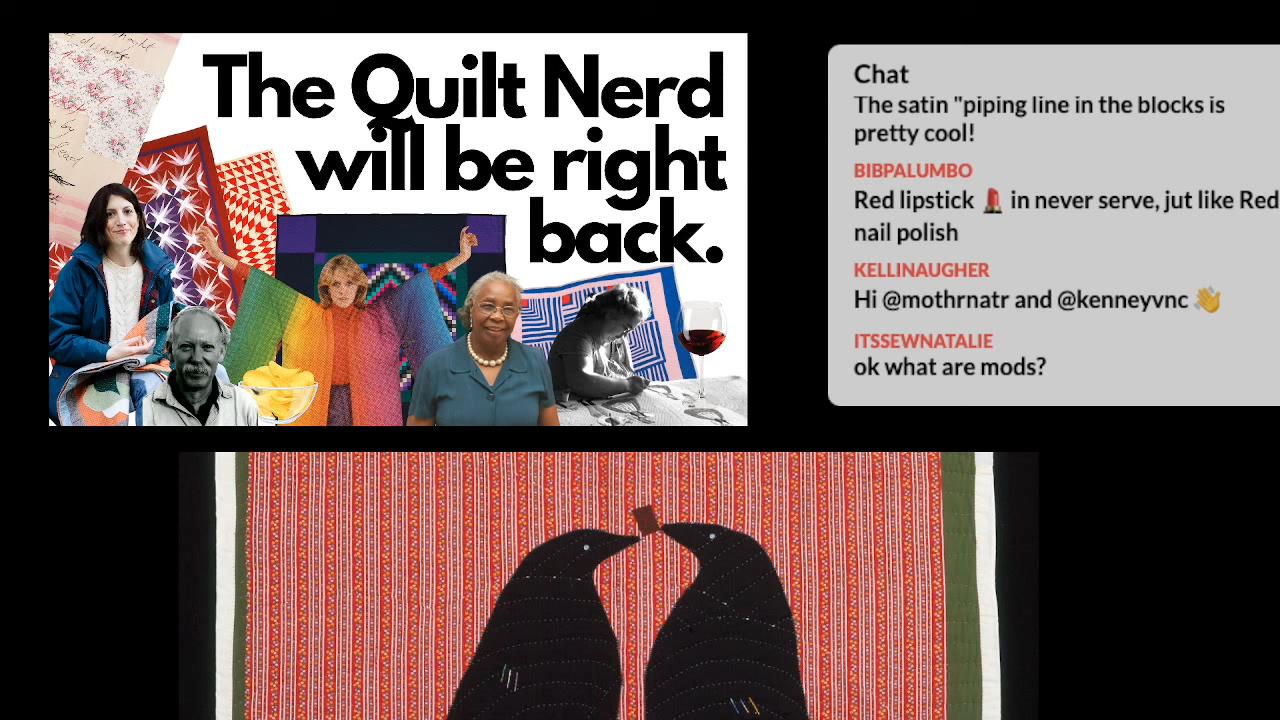 The Quilt Nerd
will be right
back.
Chat
The satin "piping line in the blocks is
pretty cool!
BIBPALUMBO
Red lipstick 💄 in never serve, jut like Red
nail polish
KELLINAUGHER
Hi @mothrnatr and @kenneyvnc 👋
ITSSEWNATALIE
ok what are mods?